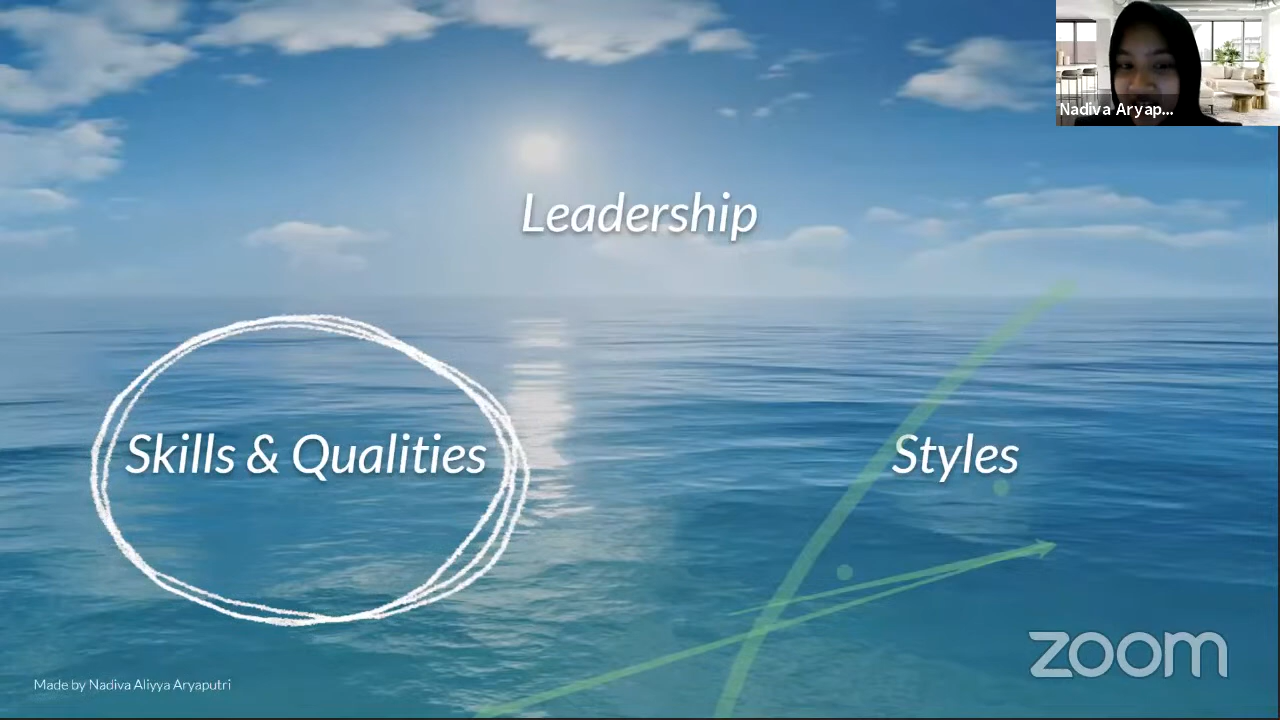 Nadiva Aryap...
Leadership
Skills & Qualities
Styles
zoom
Made by Nadiva Aliyya Aryaputri